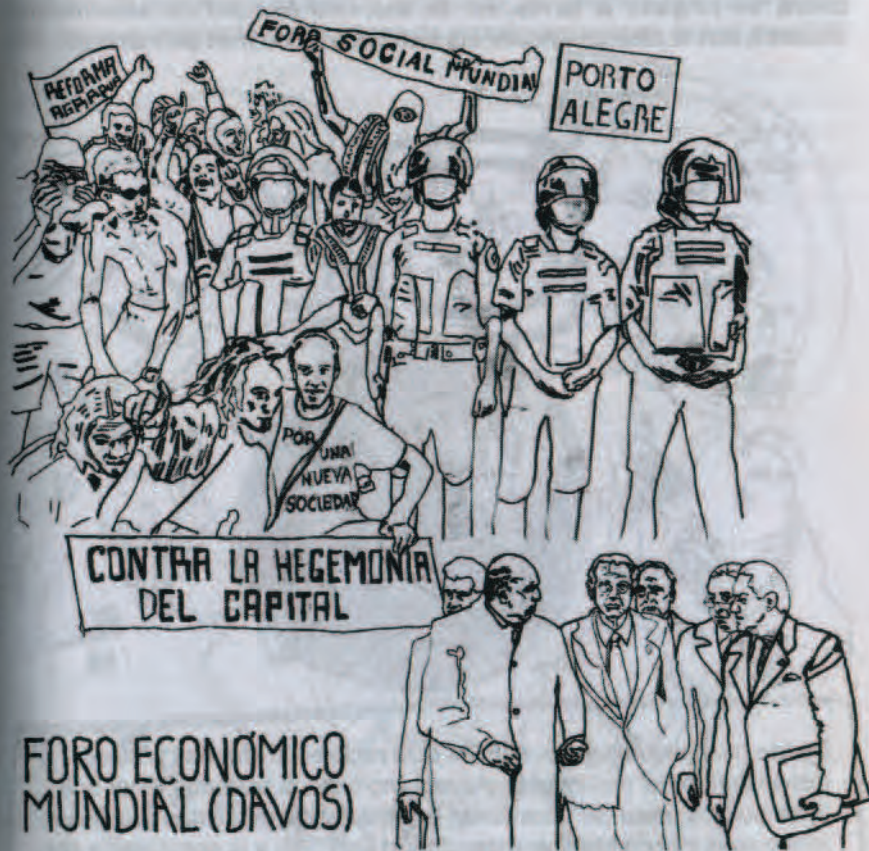 FORO SOCIAL MUNDIAL
REFORMA
AGRARIA
PORTO
ALEGRE
POR
UNA
NUEVA
SOCIEDAD
CONTRA LA HEGEMONIA
DEL CAPITAL
FORO ECONÓMICO
MUNDIAL (DAVOS)